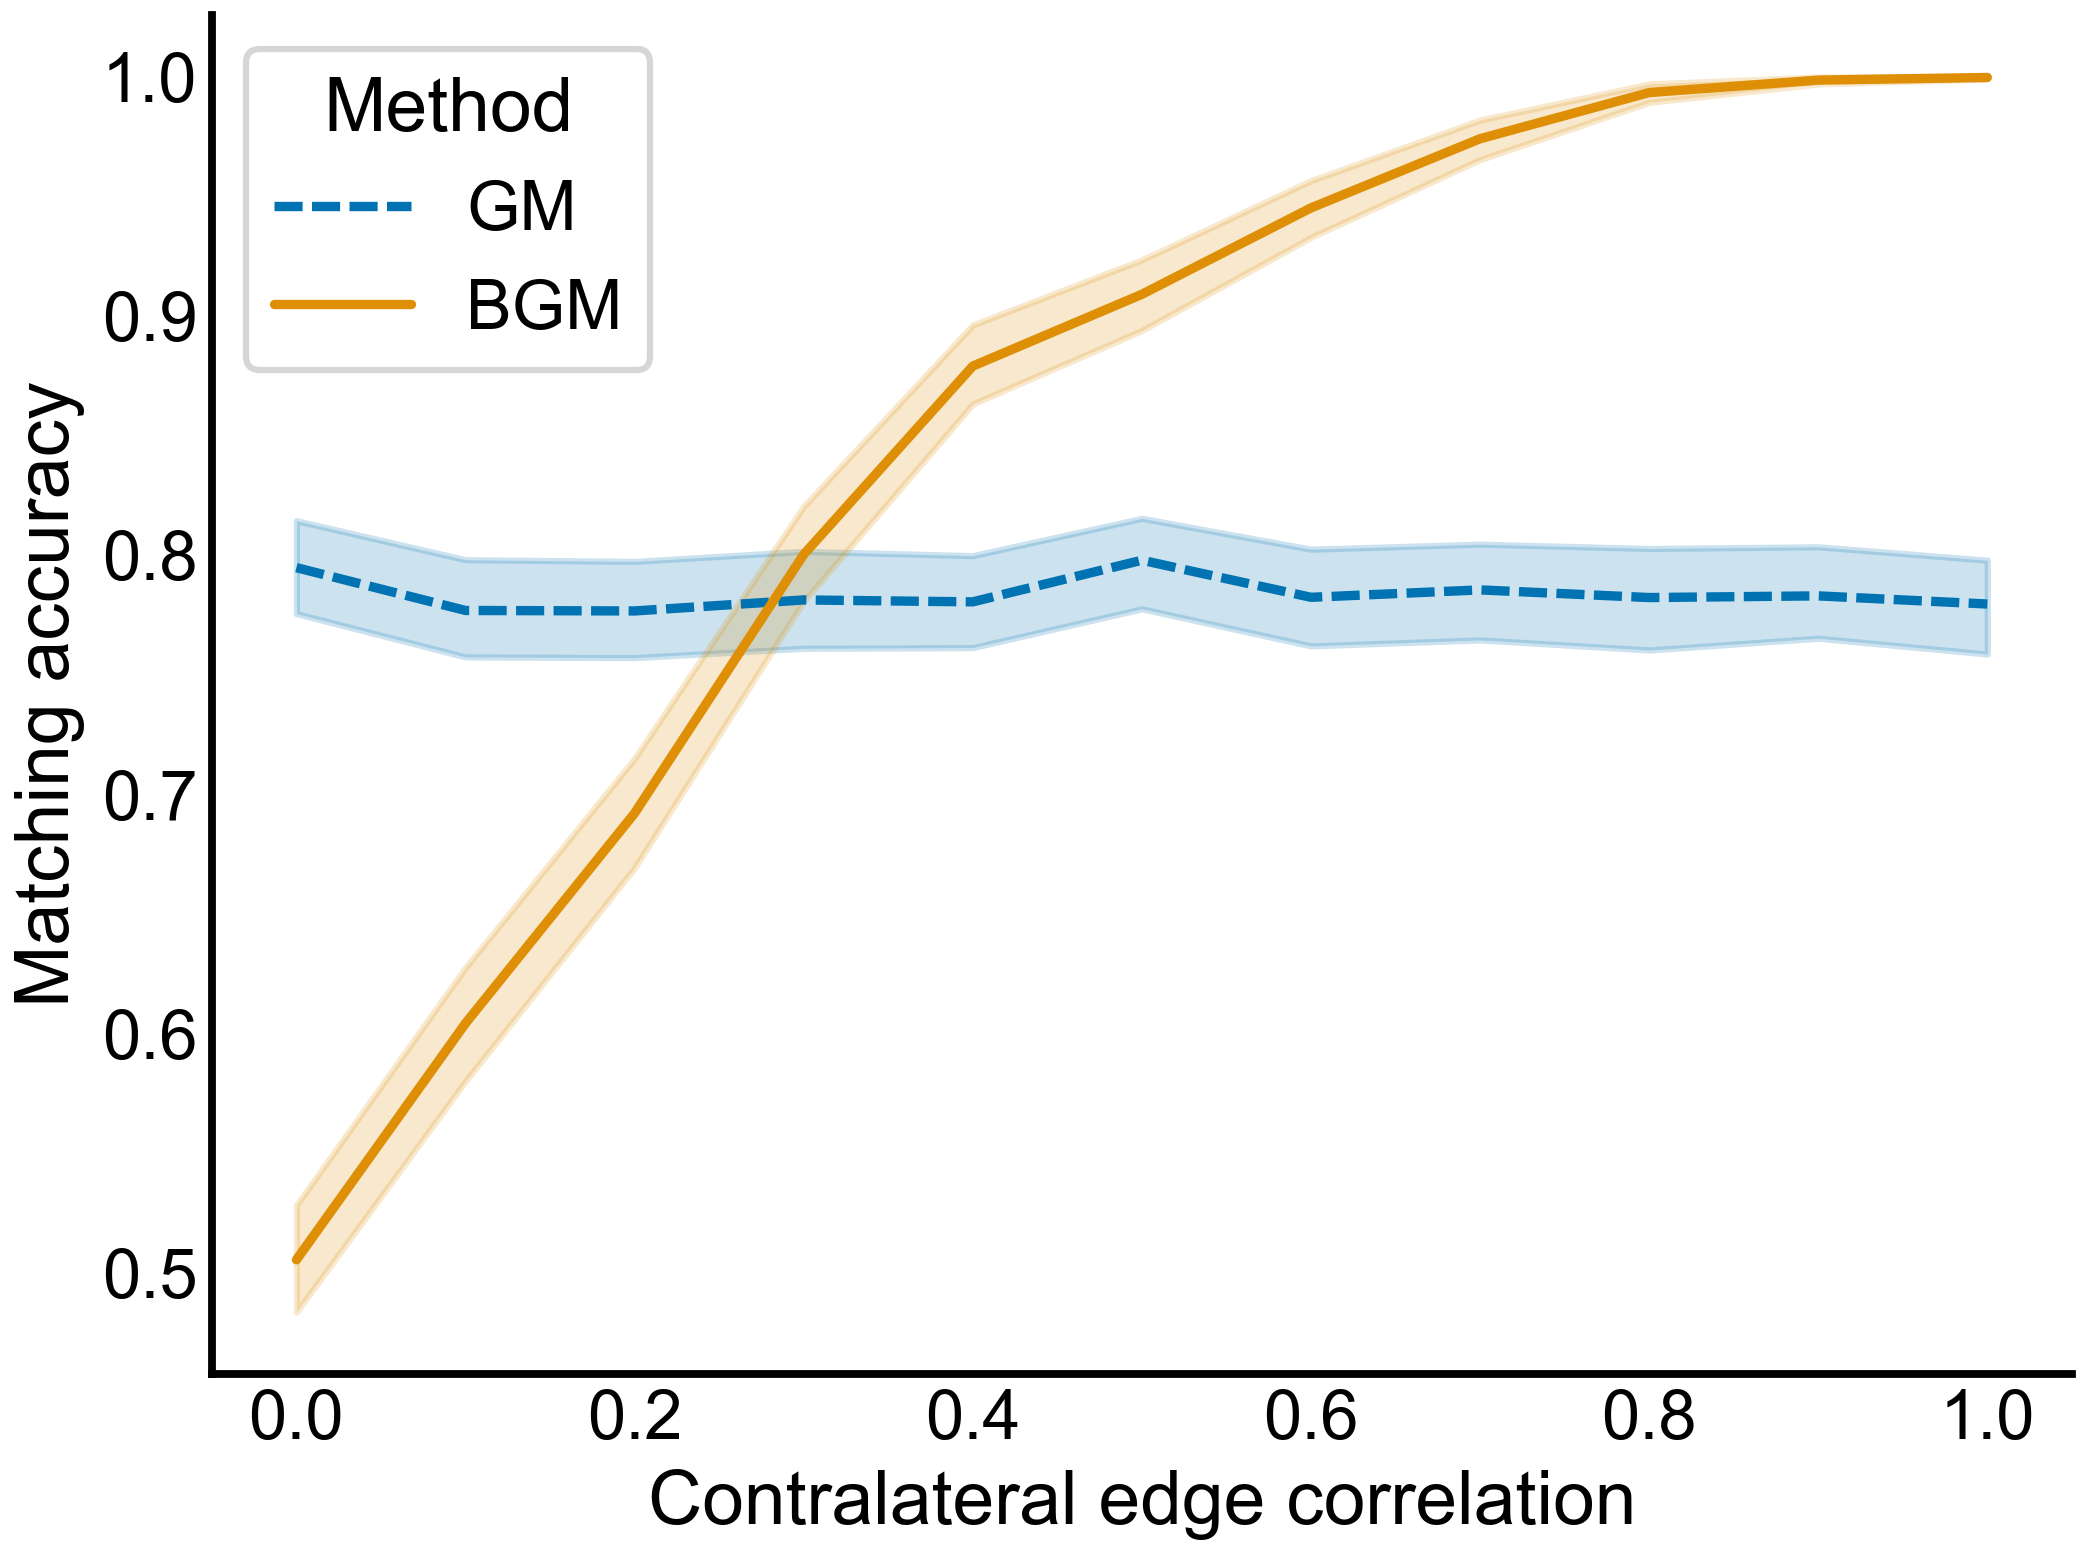 Method
GM
BGM
1.0
0.9
0.8
0.7
0.6
0.5
Matching accuracy
0.0 0.2 0.4 0.6 0.8 1.0
Contralateral edge correlation